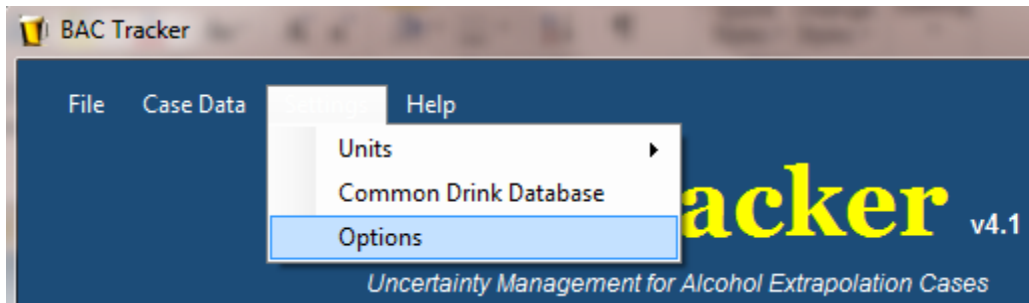 BAC Tracker
File Case Data Settings Help
Units
Common Drink Database
Options
acker v4.1
Uncertainty Management for Alcohol Extrapolation Cases